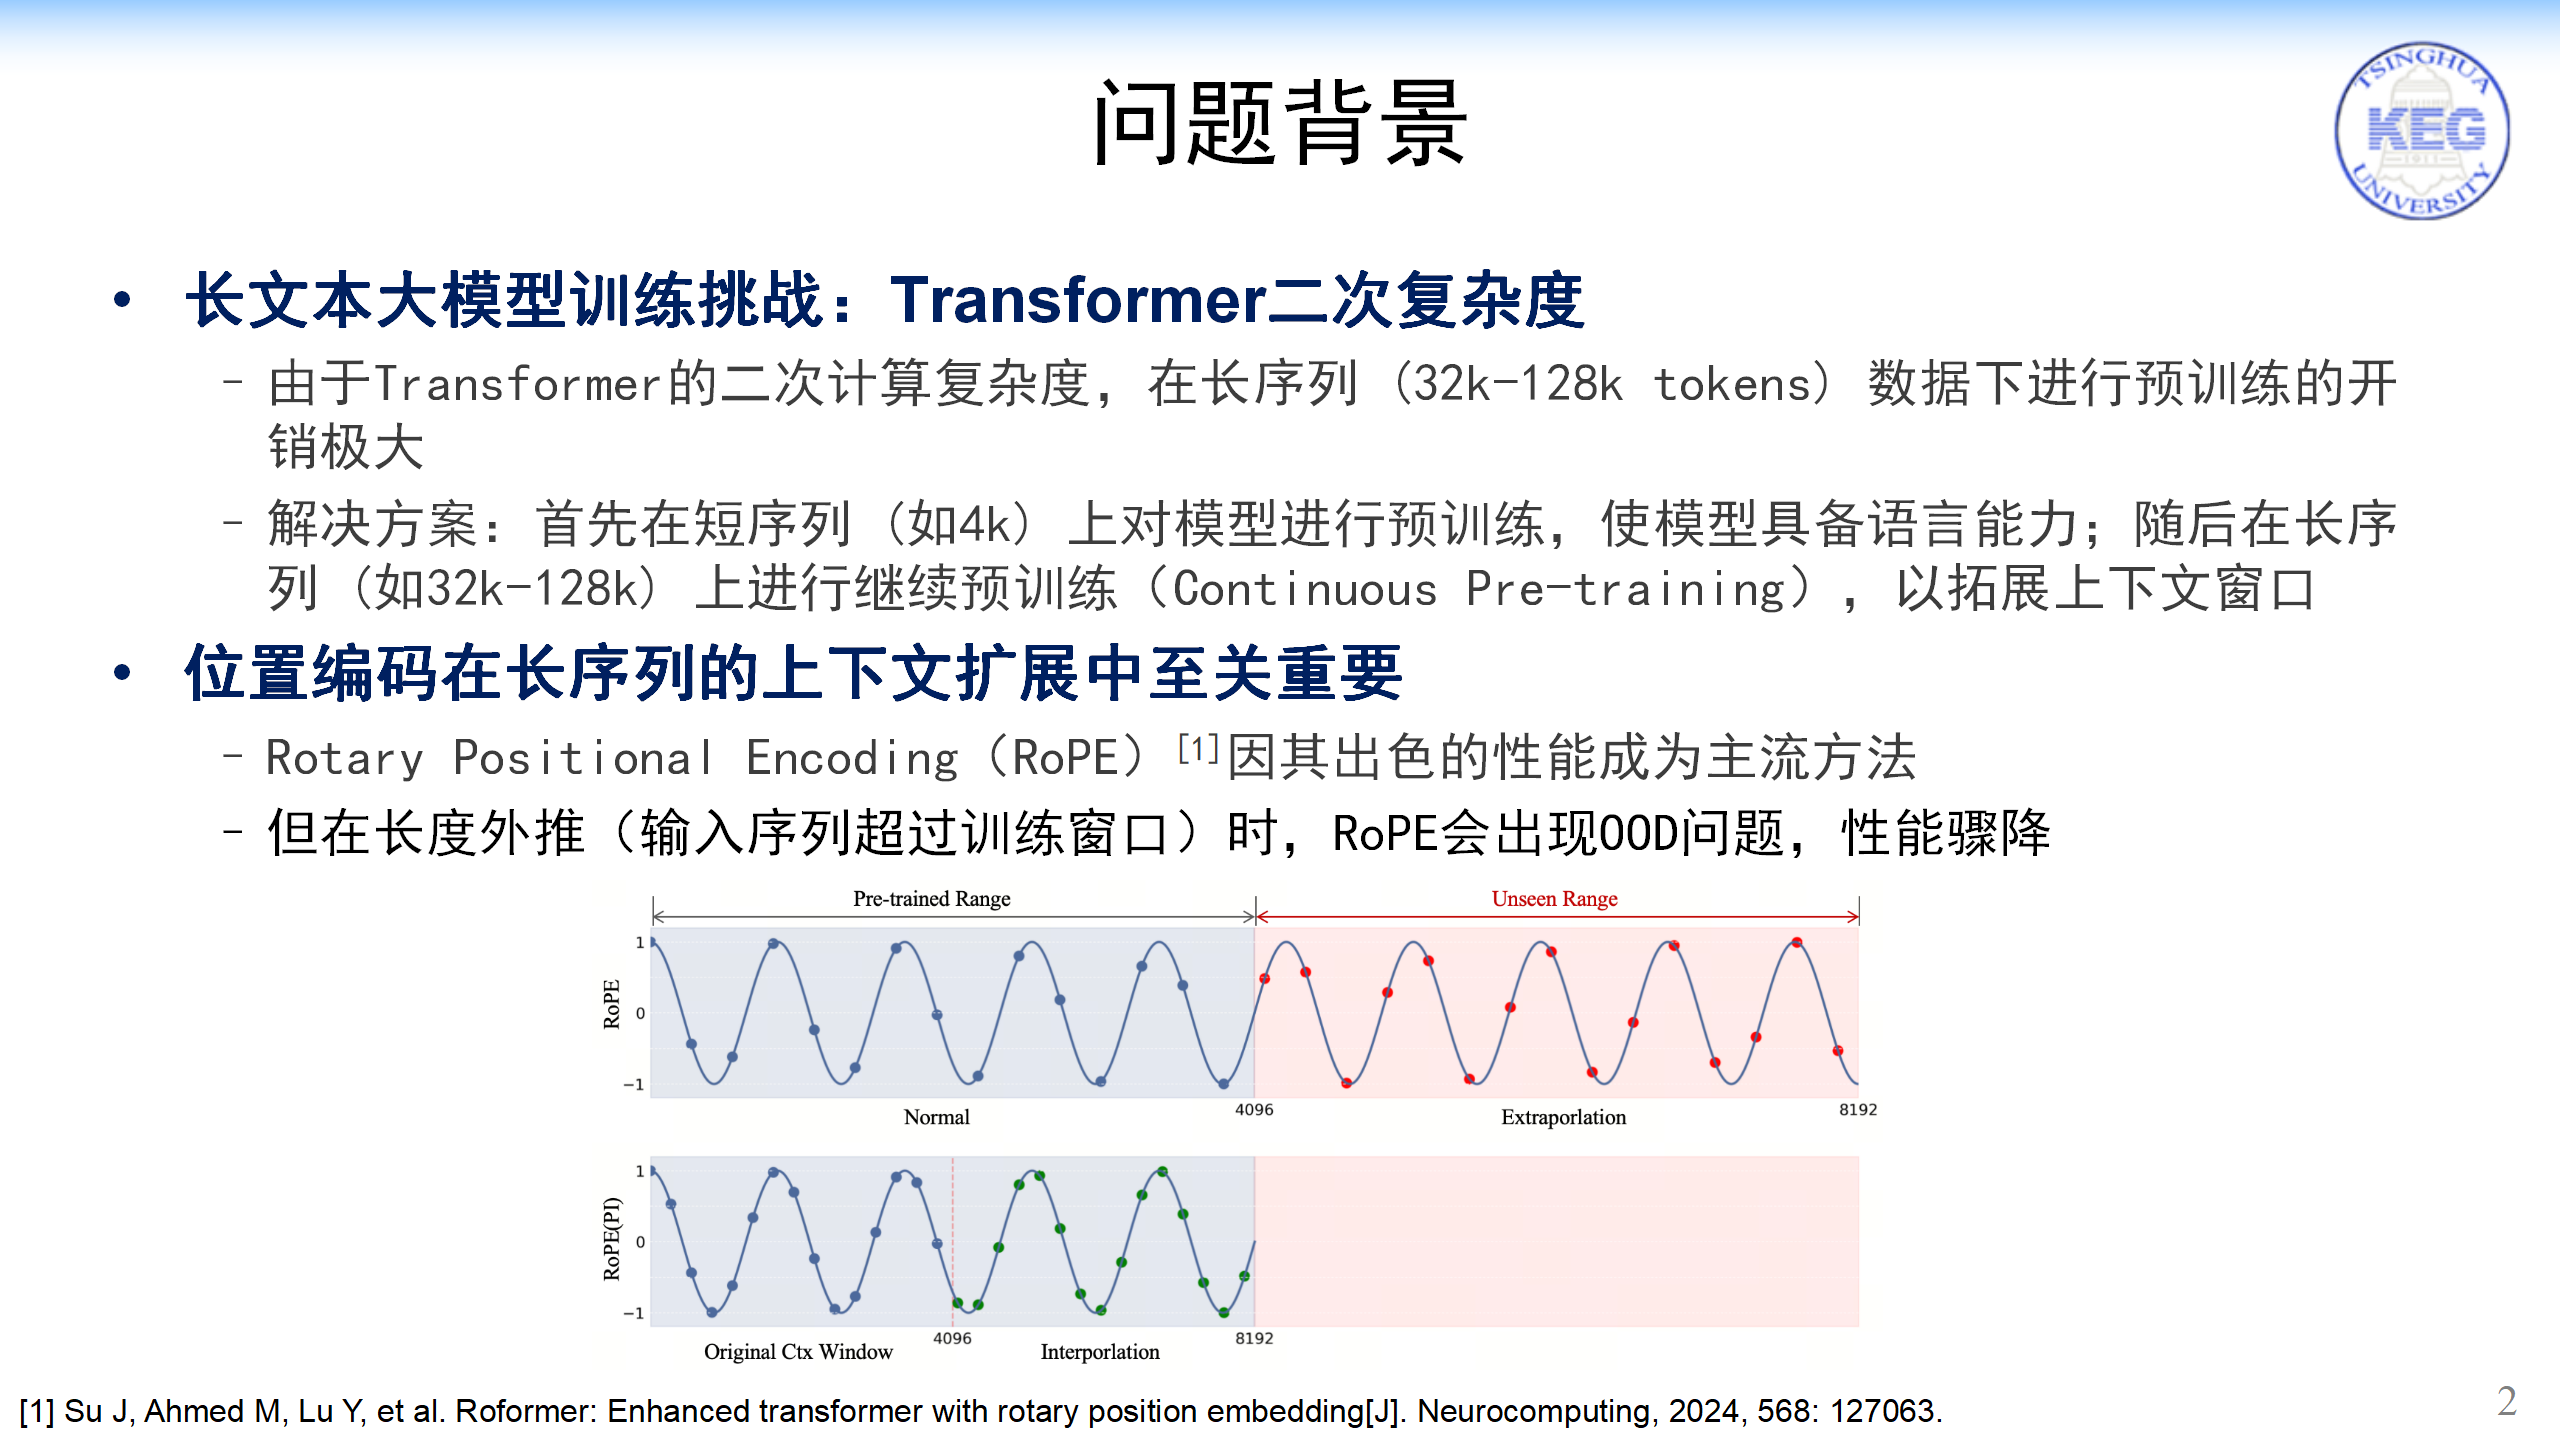 问题背景
TSINGHUA
KEG
1911
UNIVERSITY
• 长文本大模型训练挑战：Transformer二次复杂度
- 由于Transformer的二次计算复杂度，在长序列 (32k-128k tokens) 数据下进行预训练的开
销极大
- 解决方案：首先在短序列 (如4k) 上对模型进行预训练，使模型具备语言能力；随后在长序
列 (如32k-128k) 上进行继续预训练（Continuous Pre-training），以拓展上下文窗口
• 位置编码在长序列的上下文扩展中至关重要
- Rotary Positional Encoding（RoPE）[1]因其出色的性能成为主流方法
- 但在长度外推（输入序列超过训练窗口）时，RoPE会出现OOD问题，性能骤降
Pre-trained Range
Unseen Range
RoPE
1
0
−1
4096
8192
Normal
Extraporlation
RoPE(PI)
1
0
−1
4096
8192
Original Ctx Window
Interporlation
[1] Su J, Ahmed M, Lu Y, et al. Roformer: Enhanced transformer with rotary position embedding[J]. Neurocomputing, 2024, 568: 127063.
2